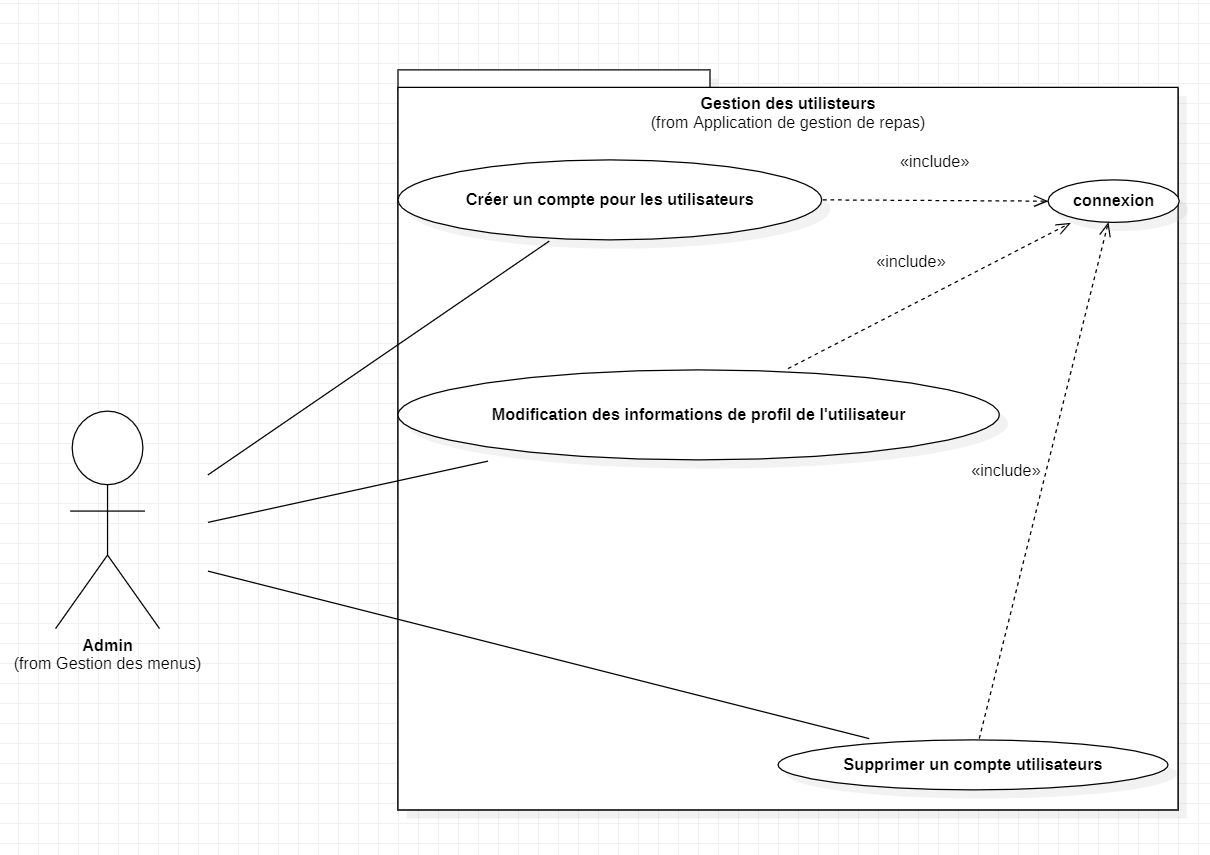 Gestion des utilisteurs
(from Application de gestion de repas)
«include»
Créer un compte pour les utilisateurs
connexion
«include»
Modification des informations de profil de l'utilisateur
«include»
Admin
(from Gestion des menus)
Supprimer un compte utilisateurs